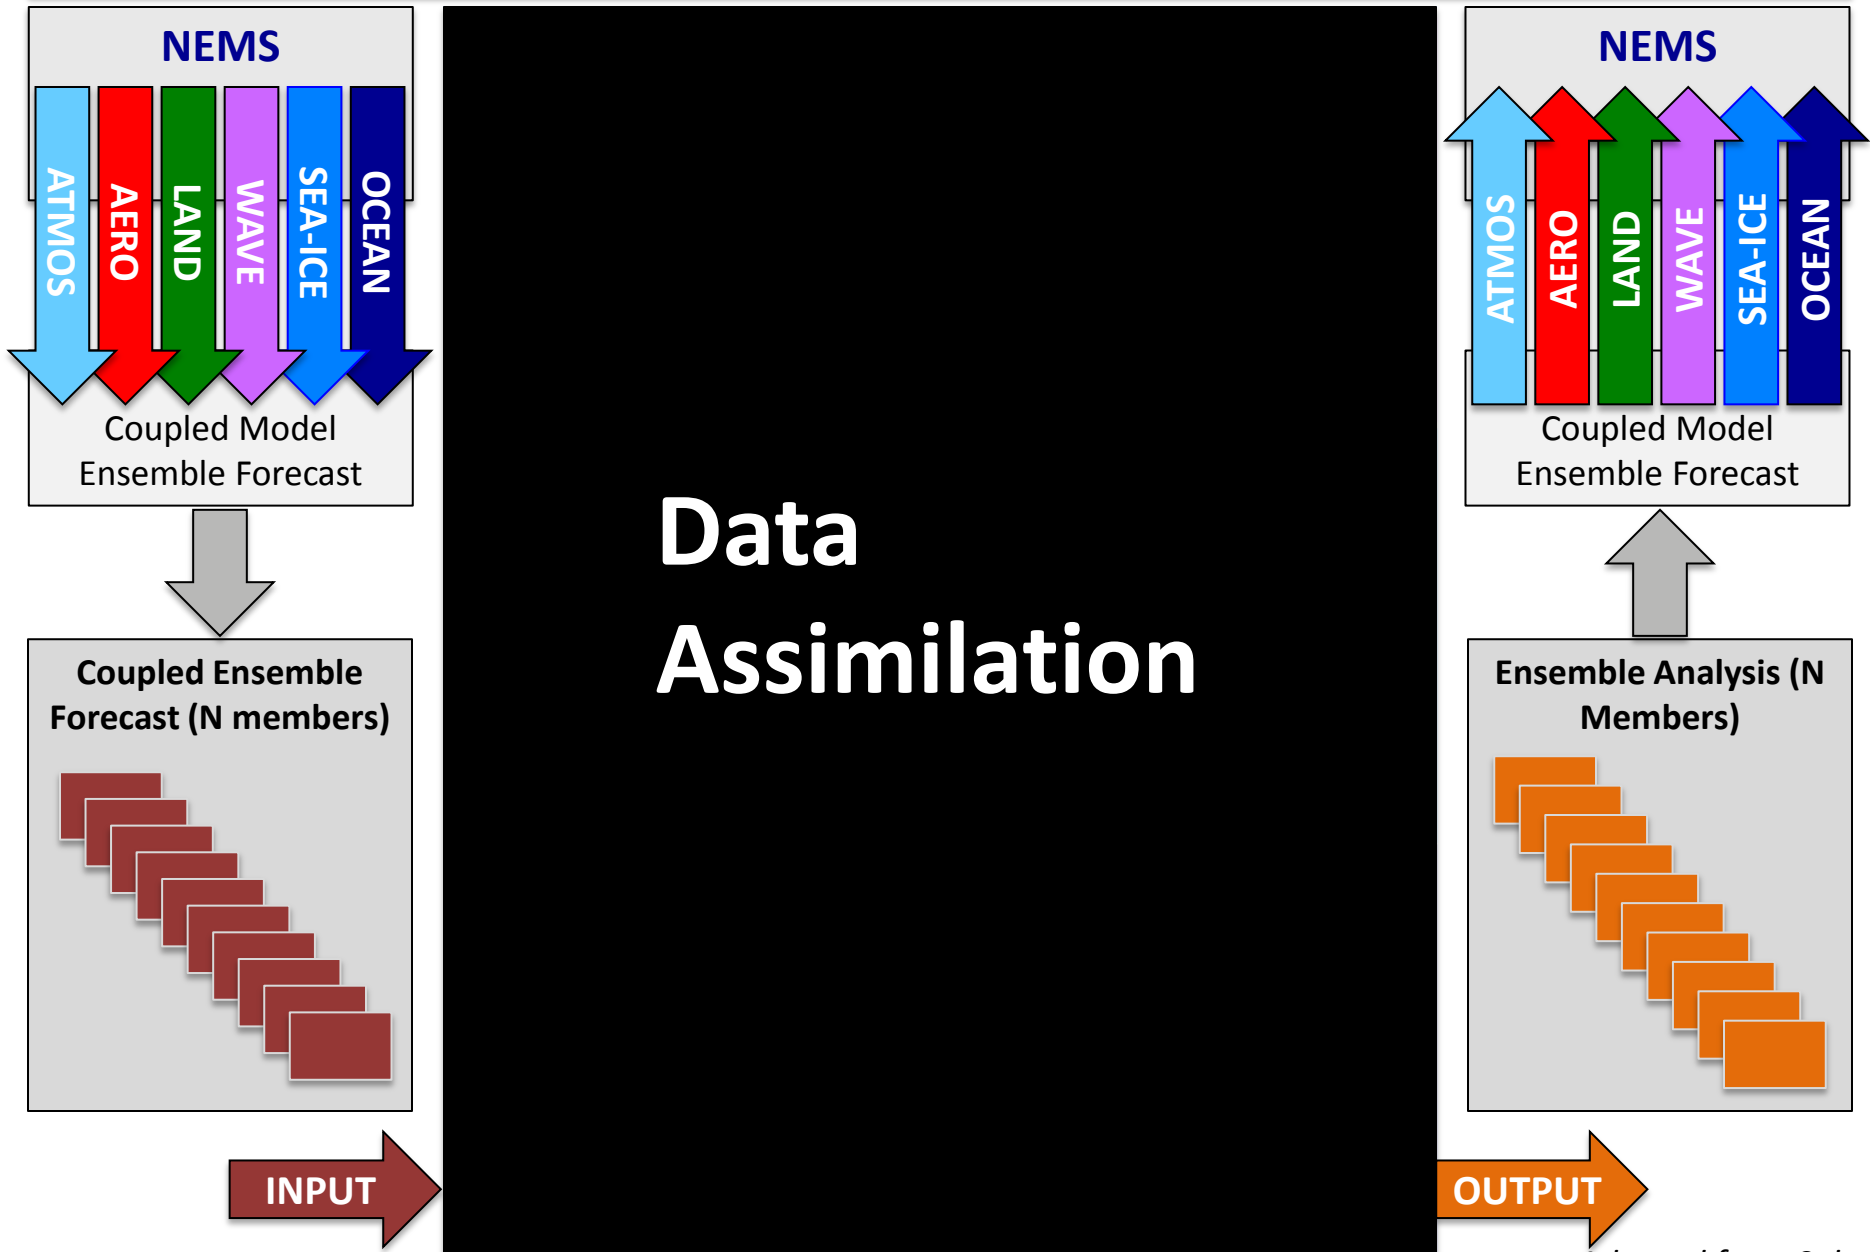 NEMS
ATMOS
AERO
LAND
WAVE
SEA-ICE
OCEAN
Coupled Model
Ensemble Forecast
Coupled Ensemble
Forecast (N members)
INPUT
Data
Assimilation
NEMS
ATMOS
AERO
LAND
WAVE
SEA-ICE
OCEAN
Coupled Model
Ensemble Forecast
Ensemble Analysis (N
Members)
OUTPUT